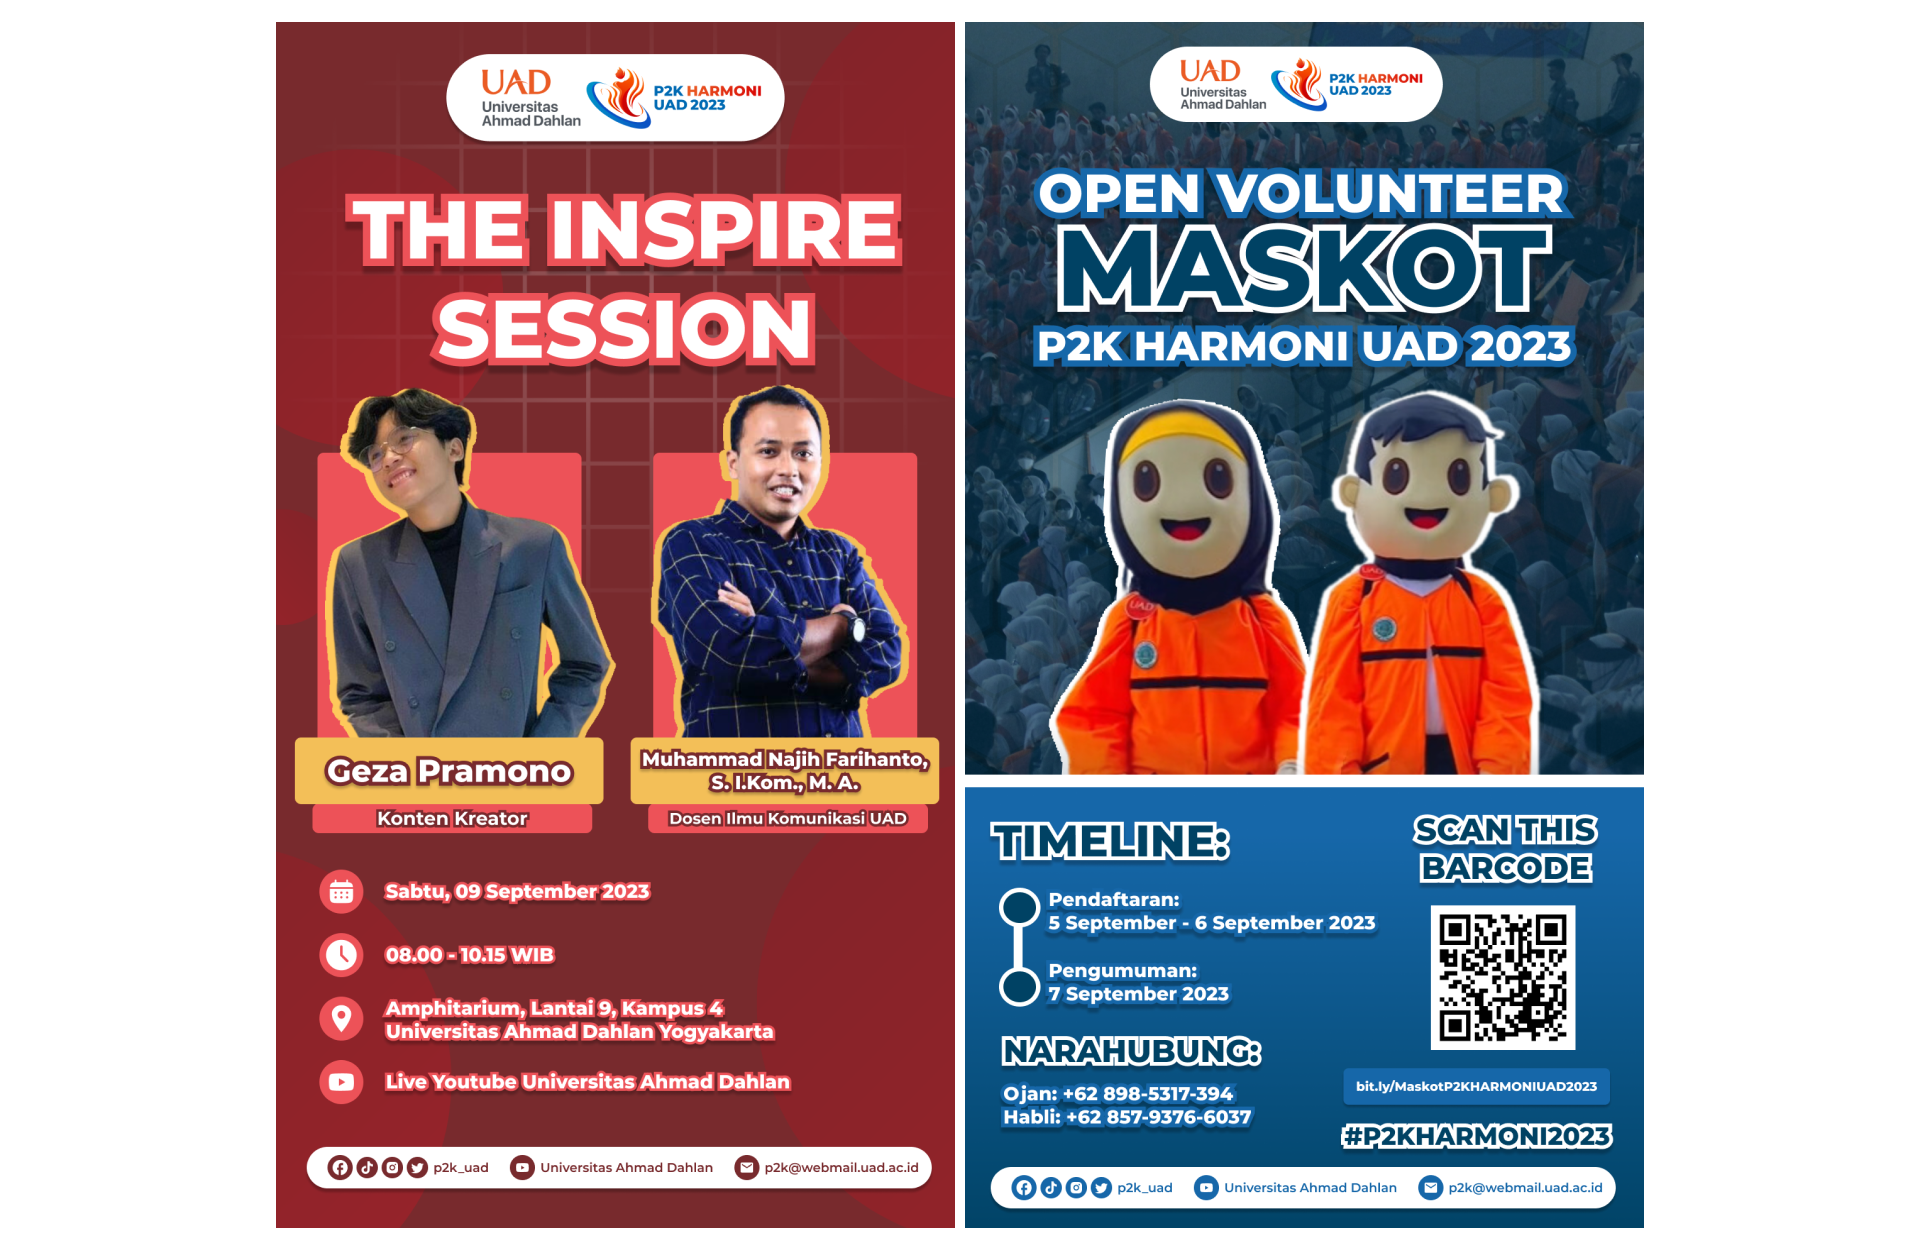 UAD
Universitas
Ahmad Dahlan
P2K HARMONI
UAD 2023
THE INSPIRE
SESSION
Geza Pramono
Konten Kreator
Muhammad Najih Farihanto,
S. I.Kom., M. A.
Dosen Ilmu Komunikasi UAD
Sabtu, 09 September 2023
08.00 - 10.15 WIB
Amphitarium, Lantai 9, Kampus 4
Universitas Ahmad Dahlan Yogyakarta
Live Youtube Universitas Ahmad Dahlan
p2k_uad
Universitas Ahmad Dahlan
p2k@webmail.uad.ac.id
UAD
Universitas
Ahmad Dahlan
P2K HARMONI
UAD 2023
OPEN VOLUNTEER
MASKOT
P2K HARMONI UAD 2023
UAD
UAD
TIMELINE:
Pendaftaran:
5 September - 6 September 2023
Pengumuman:
7 September 2023
NARAHUBUNG:
Ojan: +62 898-5317-394
Habli: +62 857-9376-6037
SCAN THIS
BARCODE
bit.ly/MaskotP2KHARMONIUAD2023
#P2KHARMONI2023
p2k_uad
Universitas Ahmad Dahlan
p2k@webmail.uad.ac.id